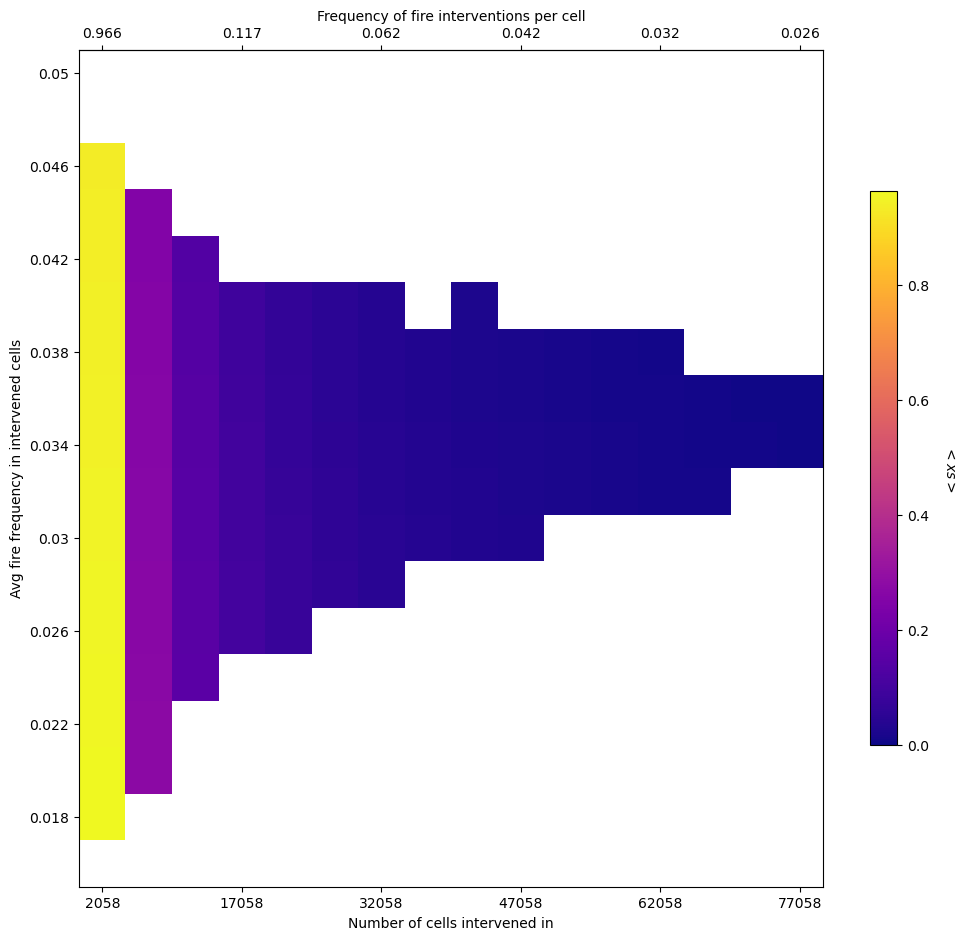 Frequency of fire interventions per cell
0.966 0.117 0.062 0.042 0.032 0.026
Avg fire frequency in intervened cells
0.05
0.046
0.042
0.038
0.034
0.03
0.026
0.022
0.018
2058 17058 32058 47058 62058 77058
Number of cells intervened in
0.8
0.6
0.4
0.2
0.0
< xs >